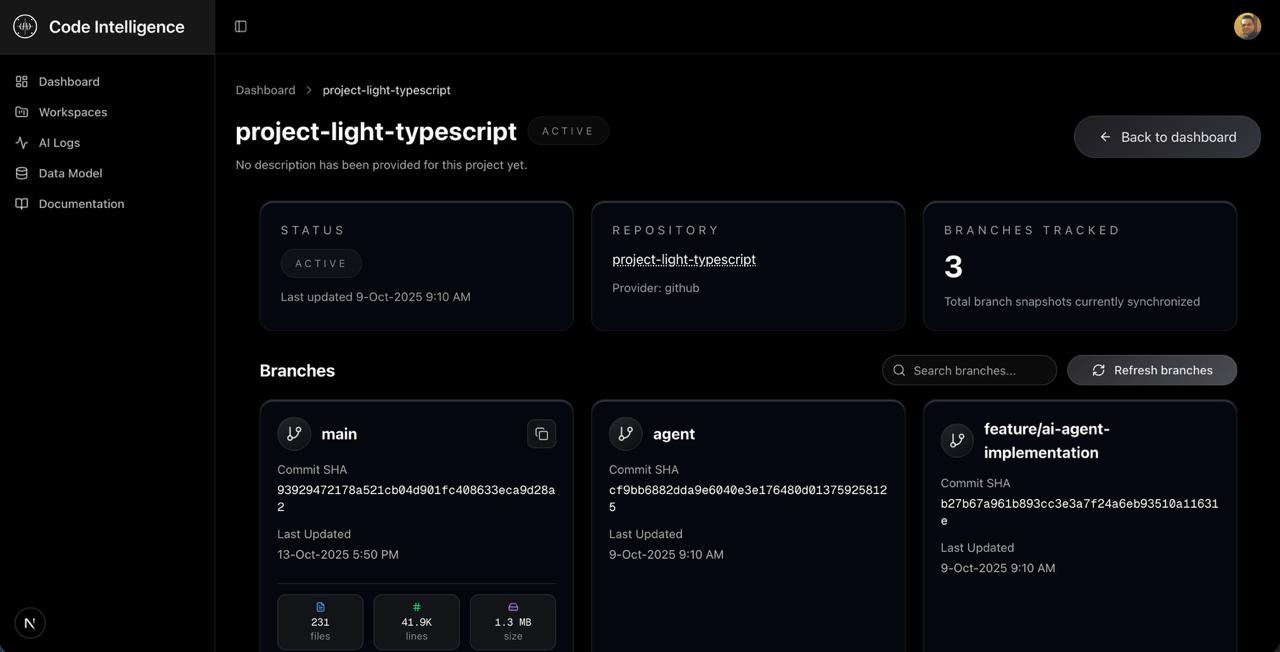 Code Intelligence
Dashboard
Workspaces
AI Logs
Data Model
Documentation
Dashboard > project-light-typescript
project-light-typescript ACTIVE
No description has been provided for this project yet.
Back to dashboard
STATUS
ACTIVE
Last updated 9-Oct-2025 9:10 AM
REPOSITORY
project-light-typescript
Provider: github
BRANCHES TRACKED
3
Total branch snapshots currently synchronized
Branches
Search branches...
Refresh branches
main
Commit SHA
93929472178a521cb04d901fc408633eca9d28a
2
Last Updated
13-Oct-2025 5:50 PM
231
files
41.9K
lines
1.3 MB
size
agent
Commit SHA
cf9bb6882dda9e6040e3e176480d01375925812
5
Last Updated
9-Oct-2025 9:10 AM
feature/ai-agent-
implementation
Commit SHA
b27b67a961b893cc3e3a7f24a6eb93510a11631
e
Last Updated
9-Oct-2025 9:10 AM
N